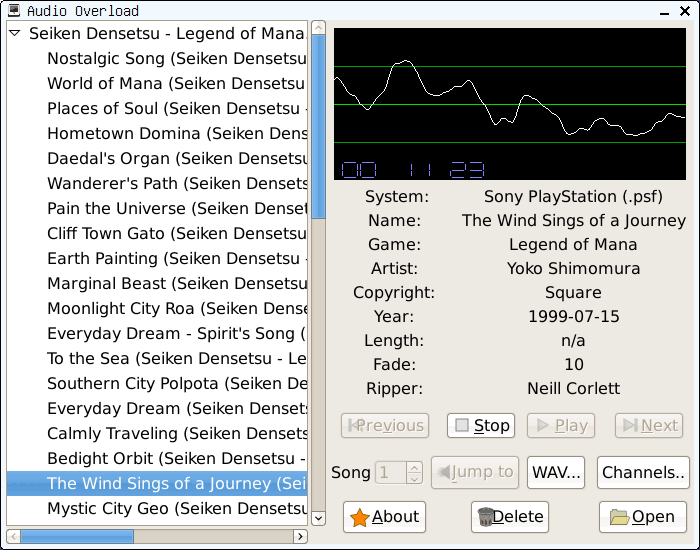 Audio Overload
Seiken Densetsu - Legend of Mana
Nostalgic Song (Seiken Densetsu
World of Mana (Seiken Densetsu
Places of Soul (Seiken Densetsu -
Hometown Domina (Seiken Dens
Daedal's Organ (Seiken Densetsu
Wanderer's Path (Seiken Densets
Pain the Universe (Seiken Denset
Cliff Town Gato (Seiken Densetsu
Earth Painting (Seiken Densetsu -
Marginal Beast (Seiken Densetsu
Moonlight City Roa (Seiken Dense
Everyday Dream - Spirit's Song (
To the Sea (Seiken Densetsu - Le
Southern City Polpota (Seiken De
Everyday Dream (Seiken Densets
Calmly Traveling (Seiken Densets
Bedight Orbit (Seiken Densetsu -
The Wind Sings of a Journey (Sei
Mystic City Geo (Seiken Densetsu
00 11 23
System: Sony PlayStation (.psf)
Name: The Wind Sings of a Journey
Game: Legend of Mana
Artist: Yoko Shimomura
Copyright: Square
Year: 1999-07-15
Length: n/a
Fade: 10
Ripper: Neill Corlett
Previous Stop Play Next
Song 1 Jump to WAV... Channels..
About Delete Open